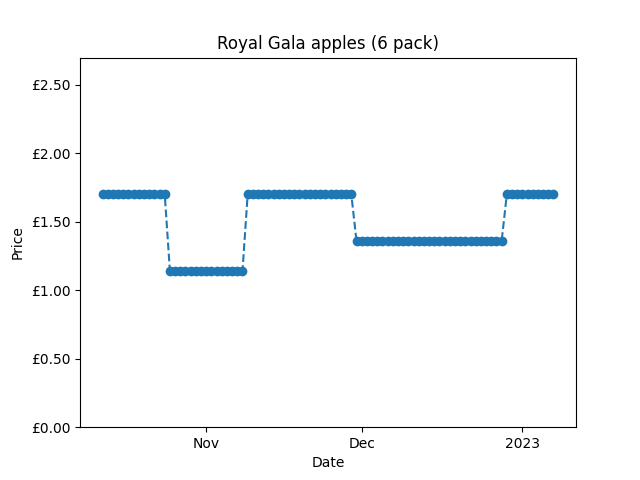 Royal Gala apples (6 pack)
£2.50
£2.00
£1.50
£1.00
£0.50
£0.00
Price
Nov
Dec
2023
Date